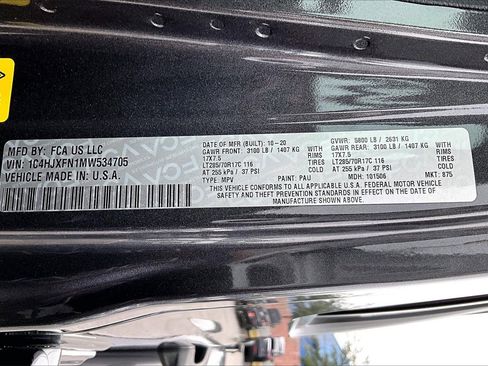 MFD BY: FCA US LLC
VIN: 1C4HJXFN1MW534705
VEHICLE MADE IN: U.S.A.
DATE OF MFR (BUILT): 10-20
GVWR: 5800 LB / 2631 KG
GAWR FRONT: 3100 LB / 1407 KG WITH
GAWR REAR: 3100 LB / 1407 KG WITH
17X7.5 RIMS
17X7.5 RIMS
LT285/70R17C 116 TIRES
LT285/70R17C 116 TIRES
AT 255 kPa / 37 PSI COLD
AT 255 kPa / 37 PSI COLD
TYPE: MPV
PAINT: PAU
MDH: 101506
MKT: 875
THIS VEHICLE CONFORMS TO ALL APPLICABLE U.S.A. FEDERAL MOTOR VEHICLE
SAFETY AND THEFT PREVENTION STANDARDS IN EFFECT ON THE DATE OF
MANUFACTURE SHOWN ABOVE.